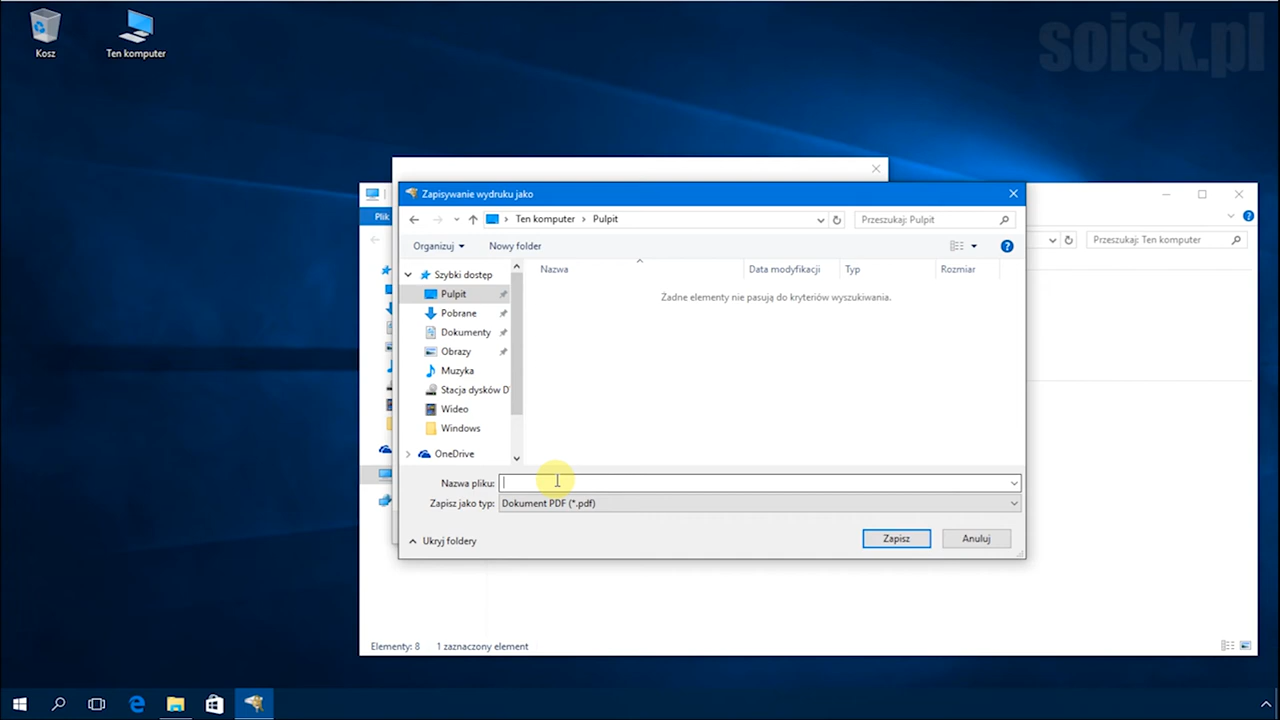 soisk.pl
Kosz
Ten komputer
Zapisywanie wydruku jako
Plik
Ten komputer > Pulpit
Przeszukaj: Pulpit
Przeszukaj: Ten komputer
Organizuj
Nowy folder
Szybki dostęp
Pulpit
Pobrane
Dokumenty
Obrazy
Muzyka
Stacja dysków D
Wideo
Windows
OneDrive
Nazwa
Data modyfikacji
Typ
Rozmiar
Żadne elementy nie pasują do kryteriów wyszukiwania.
Nazwa pliku:
Zapisz jako typ:
Dokument PDF (*.pdf)
Ukryj foldery
Zapisz
Anuluj
Elementy: 8
1 zaznaczony element